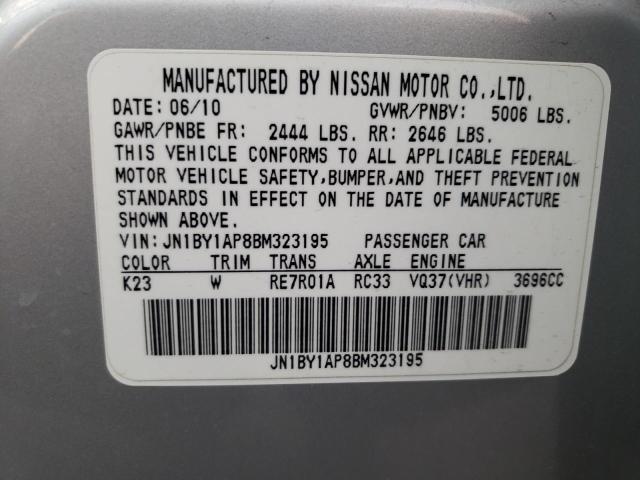 MANUFACTURED BY NISSAN MOTOR CO.,LTD.
DATE: 06/10 GVWR/PNBV: 5006 LBS.
GAWR/PNBE FR: 2444 LBS. RR: 2646 LBS.
THIS VEHICLE CONFORMS TO ALL APPLICABLE FEDERAL
MOTOR VEHICLE SAFETY,BUMPER,AND THEFT PREVENTION
STANDARDS IN EFFECT ON THE DATE OF MANUFACTURE
SHOWN ABOVE.
VIN: JN1BY1AP8BM323195 PASSENGER CAR
COLOR TRIM TRANS AXLE ENGINE
K23 W RE7R01A RC33 VQ37(VHR) 3696CC
JN1BY1AP8BM323195